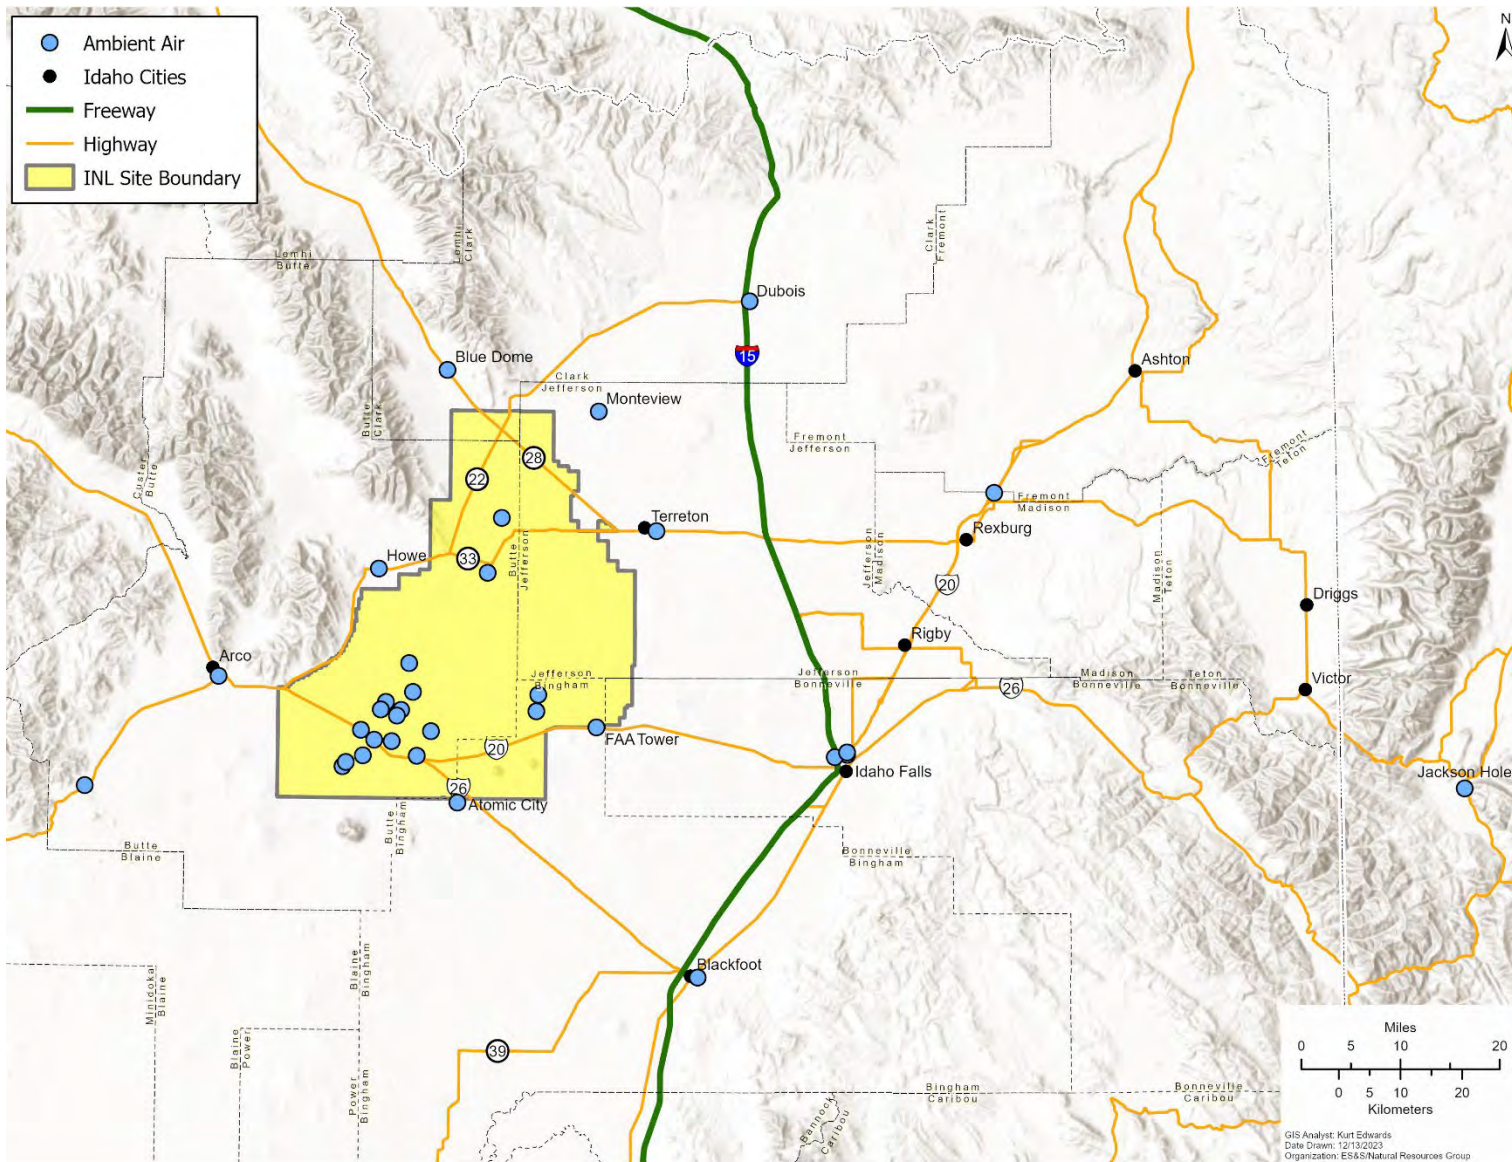 Ambient Air
Idaho Cities
Freeway
Highway
INL Site Boundary
N
Lemhi
Butte
Lemhi
Clark
Clark
Fremont
Dubois
15
Blue Dome
Clark
Jefferson
Monteview
Ashton
Butte
Clark
Custer
Butte
28
22
Fremont
Jefferson
Fremont
Teton
Fremont
Madison
Terreton
Rexburg
Howe
33
Butte
Jefferson
Jefferson
Madison
Madison
Teton
20
Driggs
Rigby
Arco
Jefferson
Bingham
Jefferson
Bonneville
Madison
Bonneville
Teton
Bonneville
26
Victor
FAA Tower
20
Idaho Falls
Jackson Hole
26
Atomic City
Butte
Bingham
Butte
Blaine
Bonneville
Bingham
Blackfoot
Minidoka
Blaine
Blaine
Bingham
Blaine
Power
39
Power
Bingham
Bingham
Caribou
Bonneville
Caribou
Bannock
Caribou
Miles
0 5 10 20
0 5 10 20
Kilometers
GIS Analyst: Kurt Edwards
Date Drawn: 12/13/2023
Organization: ES&S/Natural Resources Group